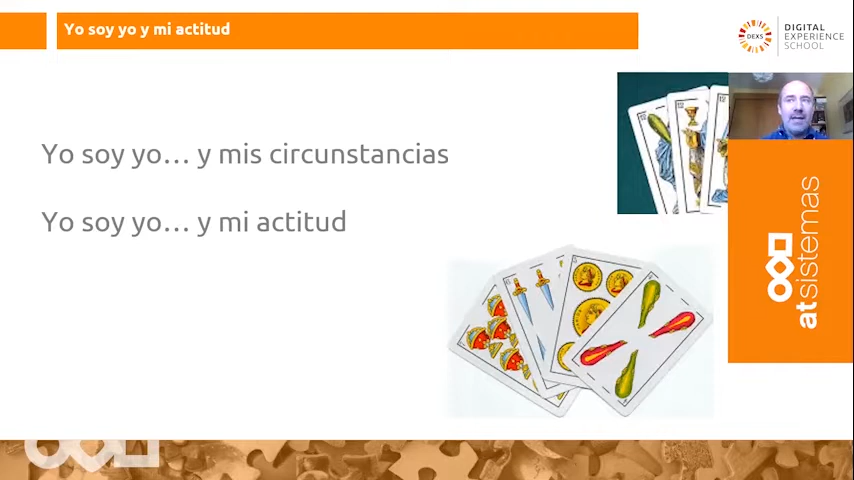 Yo soy yo y mi actitud
DEXS
DIGITAL
EXPERIENCE
SCHOOL
Yo soy yo… y mis circunstancias
Yo soy yo… y mi actitud
atsistemas